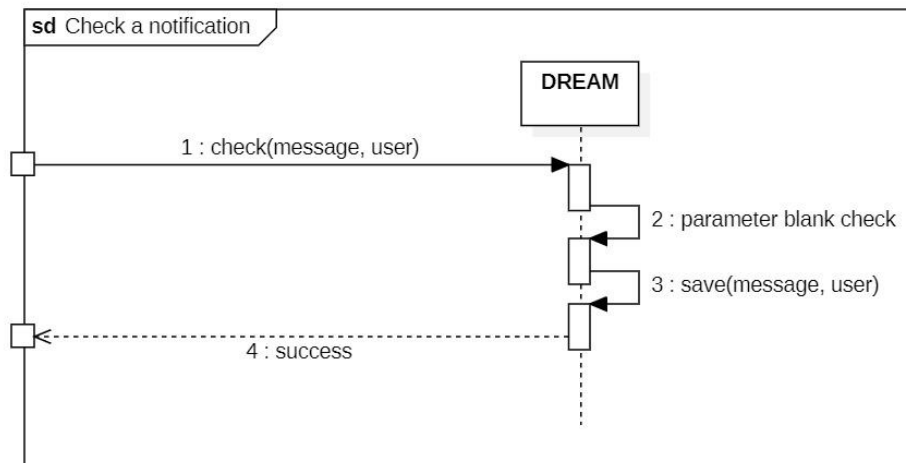 sd Check a notification
DREAM
1 : check(message, user)
2 : parameter blank check
3 : save(message, user)
4 : success